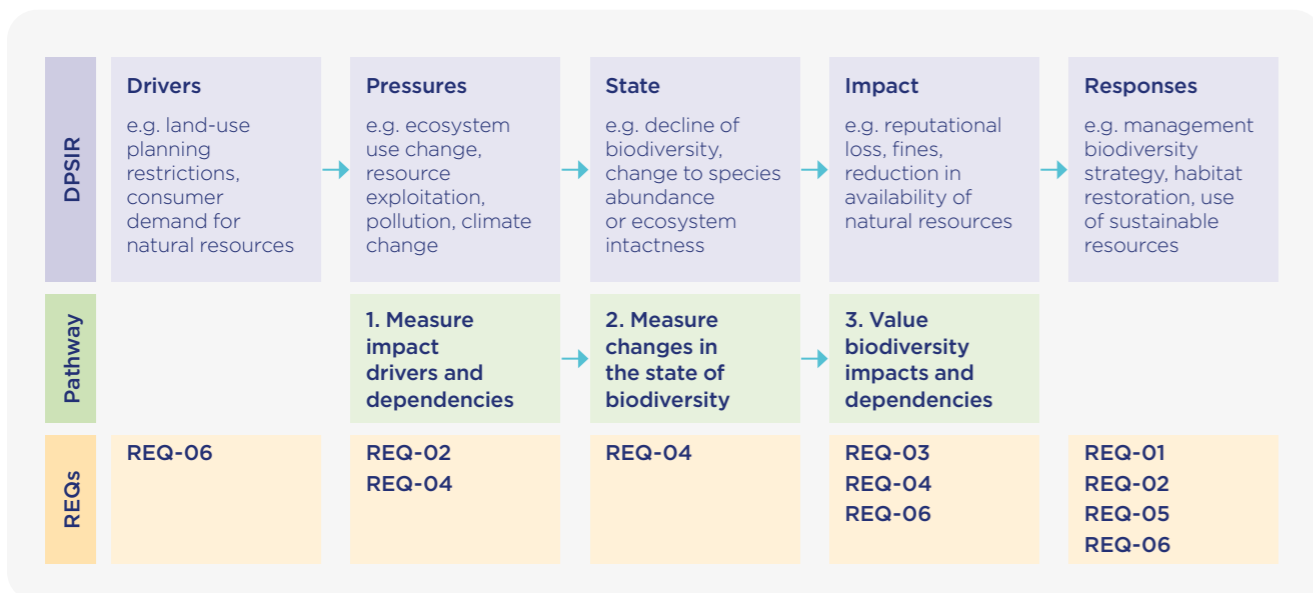 DPSIR
Drivers
e.g. land-use
planning
restrictions,
consumer
demand for
natural resources
Pressures
e.g. ecosystem
use change,
resource
exploitation,
pollution, climate
change
State
e.g. decline of
biodiversity,
change to species
abundance
or ecosystem
intactness
Impact
e.g. reputational
loss, fines,
reduction in
availability of
natural resources
Responses
e.g. management
biodiversity
strategy, habitat
restoration, use
of sustainable
resources
Pathway
1. Measure
impact
drivers and
dependencies
2. Measure
changes in
the state of
biodiversity
3. Value
biodiversity
impacts and
dependencies
REQs
REQ-06
REQ-02
REQ-04
REQ-04
REQ-03
REQ-04
REQ-06
REQ-01
REQ-02
REQ-05
REQ-06